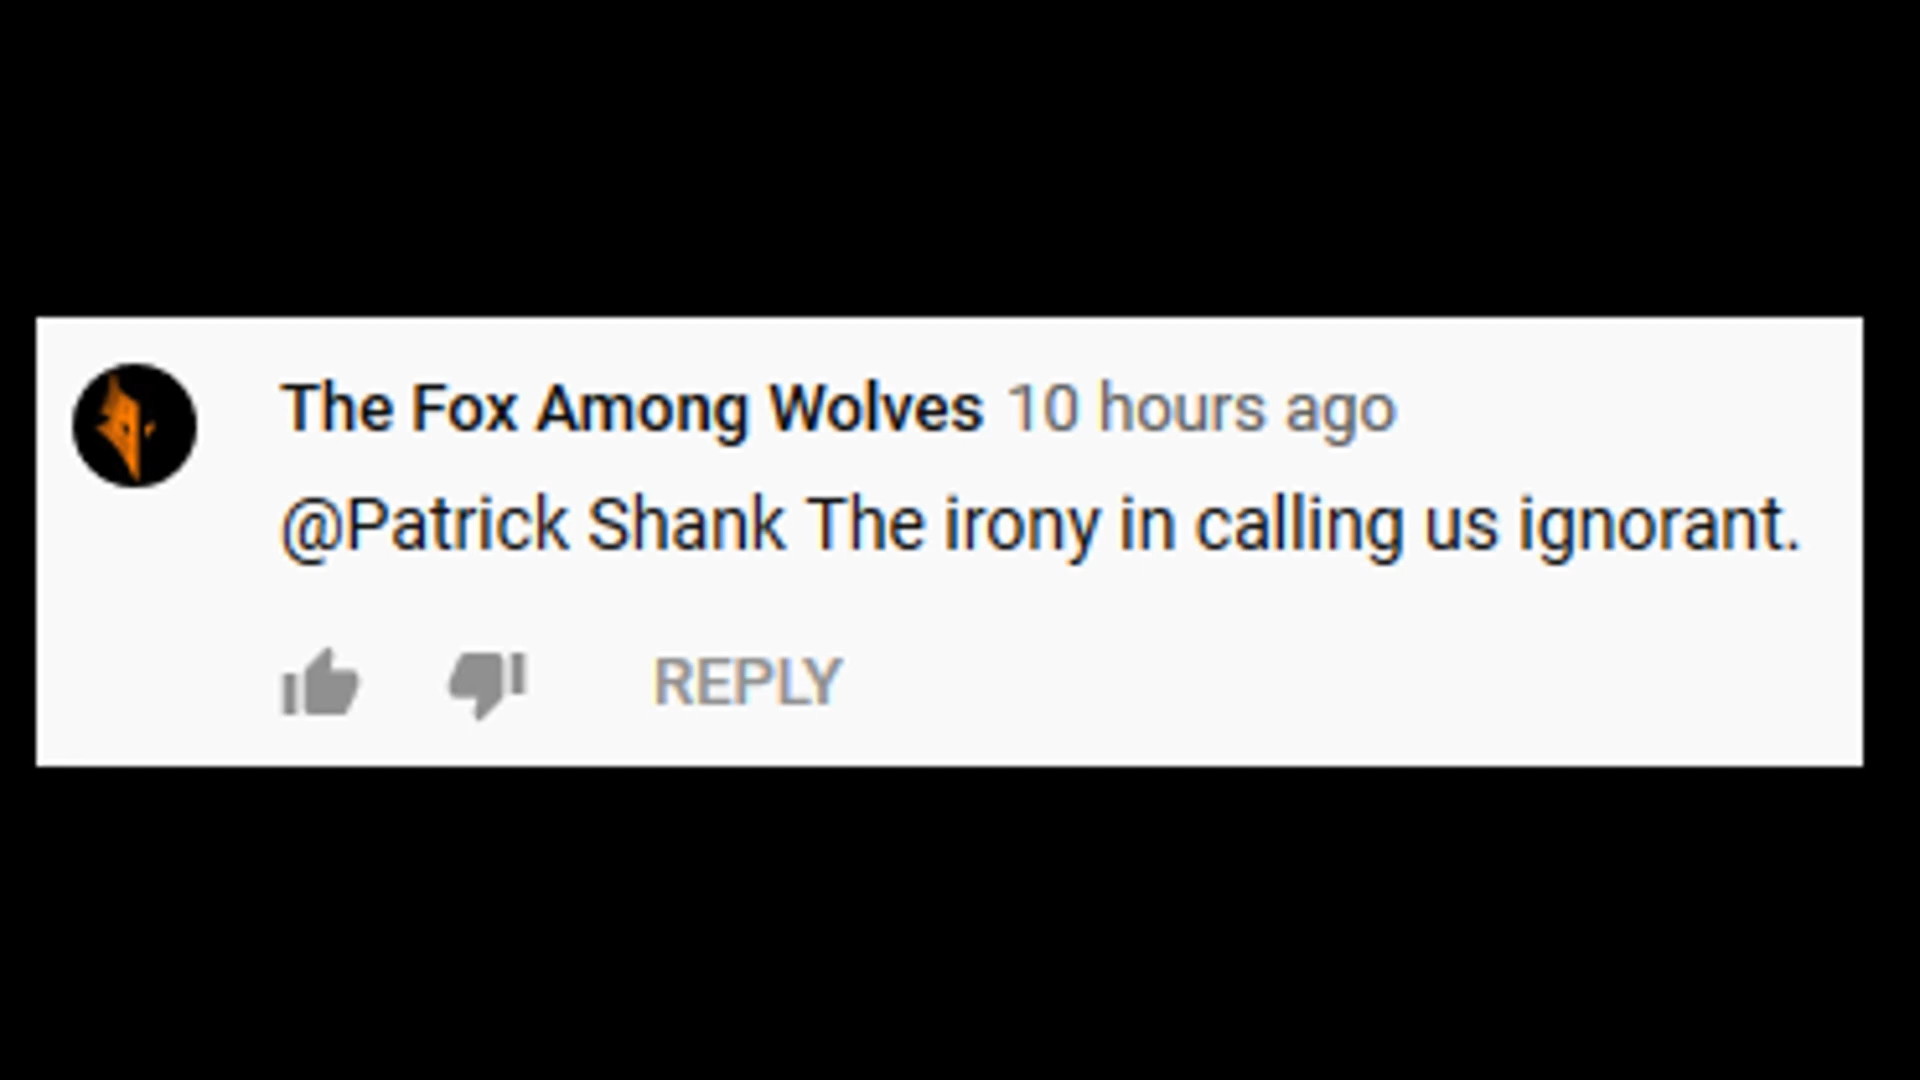 The Fox Among Wolves 10 hours ago
@Patrick Shank The irony in calling us ignorant.
REPLY